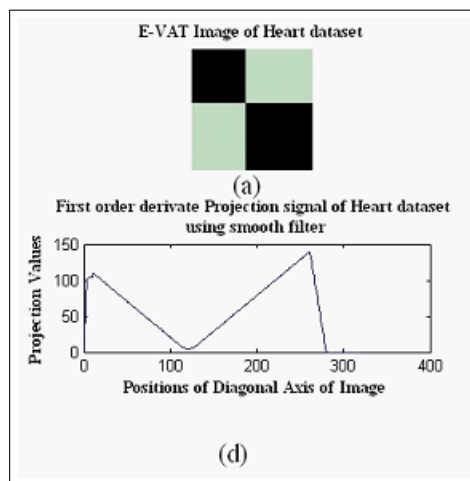 E-VAT Image of Heart dataset
(a)
First order derivate Projection signal of Heart dataset
using smooth filter
Projection Values
150
100
50
0
0
100
200
300
400
Positions of Diagonal Axis of Image
(d)